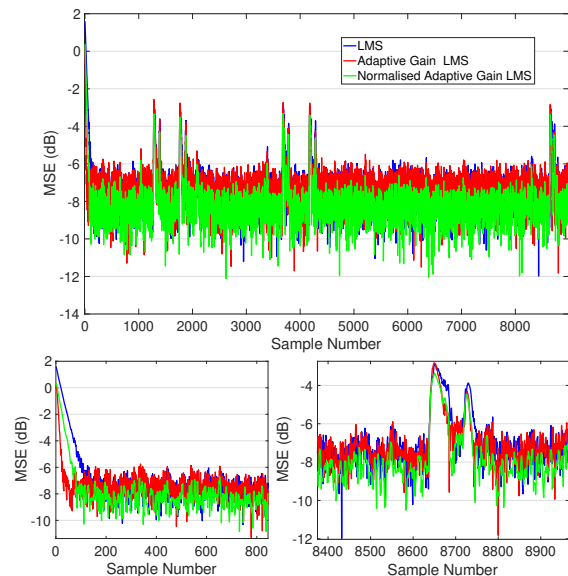 2
0
-2
-4
-6
-8
-10
-12
-14
MSE (dB)
0 1000 2000 3000 4000 5000 6000 7000 8000
Sample Number
LMS
Adaptive Gain LMS
Normalised Adaptive Gain LMS
2
0
-2
-4
-6
-8
-10
MSE (dB)
0 200 400 600 800
Sample Number
-4
-6
-8
-10
-12
MSE (dB)
8400 8500 8600 8700 8800 8900
Sample Number